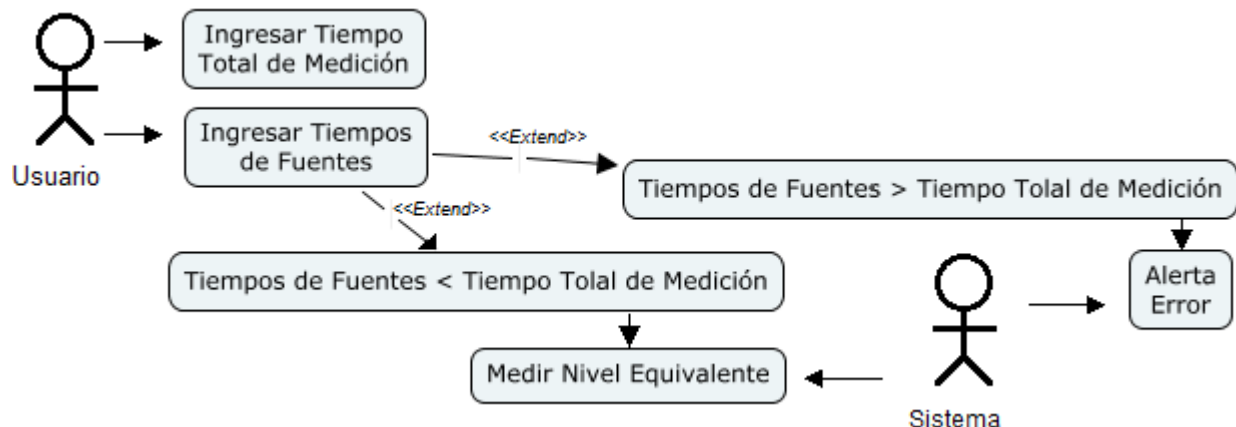 Ingresar Tiempo
Total de Medición
Ingresar Tiempos
de Fuentes
<<Extend>>
Usuario
Tiempos de Fuentes > Tiempo Tolal de Medición
<<Extend>>
Tiempos de Fuentes < Tiempo Tolal de Medición
Alerta
Error
Medir Nivel Equivalente
Sistema